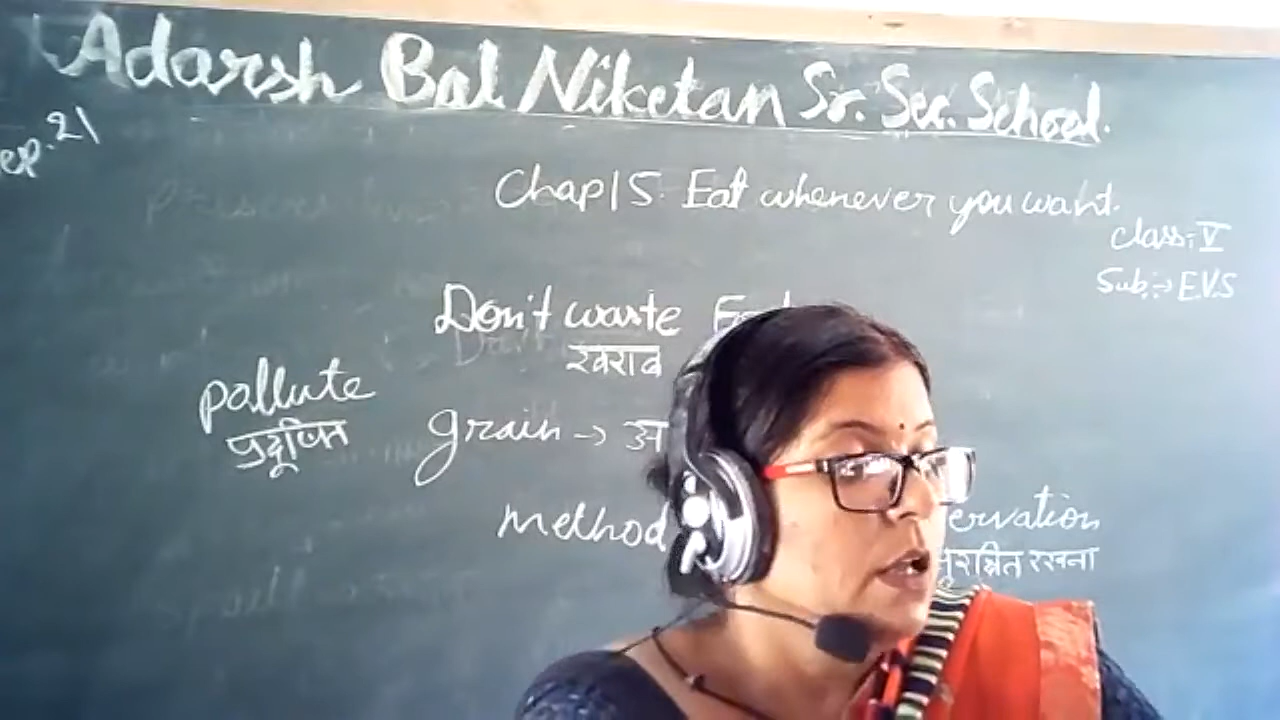 Adarsh Bal Niketan Sr. Sec. School.
ep. 21
Chap 15. Eat whenever you want.
Class:- V
Sub:-> E.V.S
Don't waste
खराब
pollute
प्रदूषित
grain -> अ
Method ervation
सुरक्षित रखना